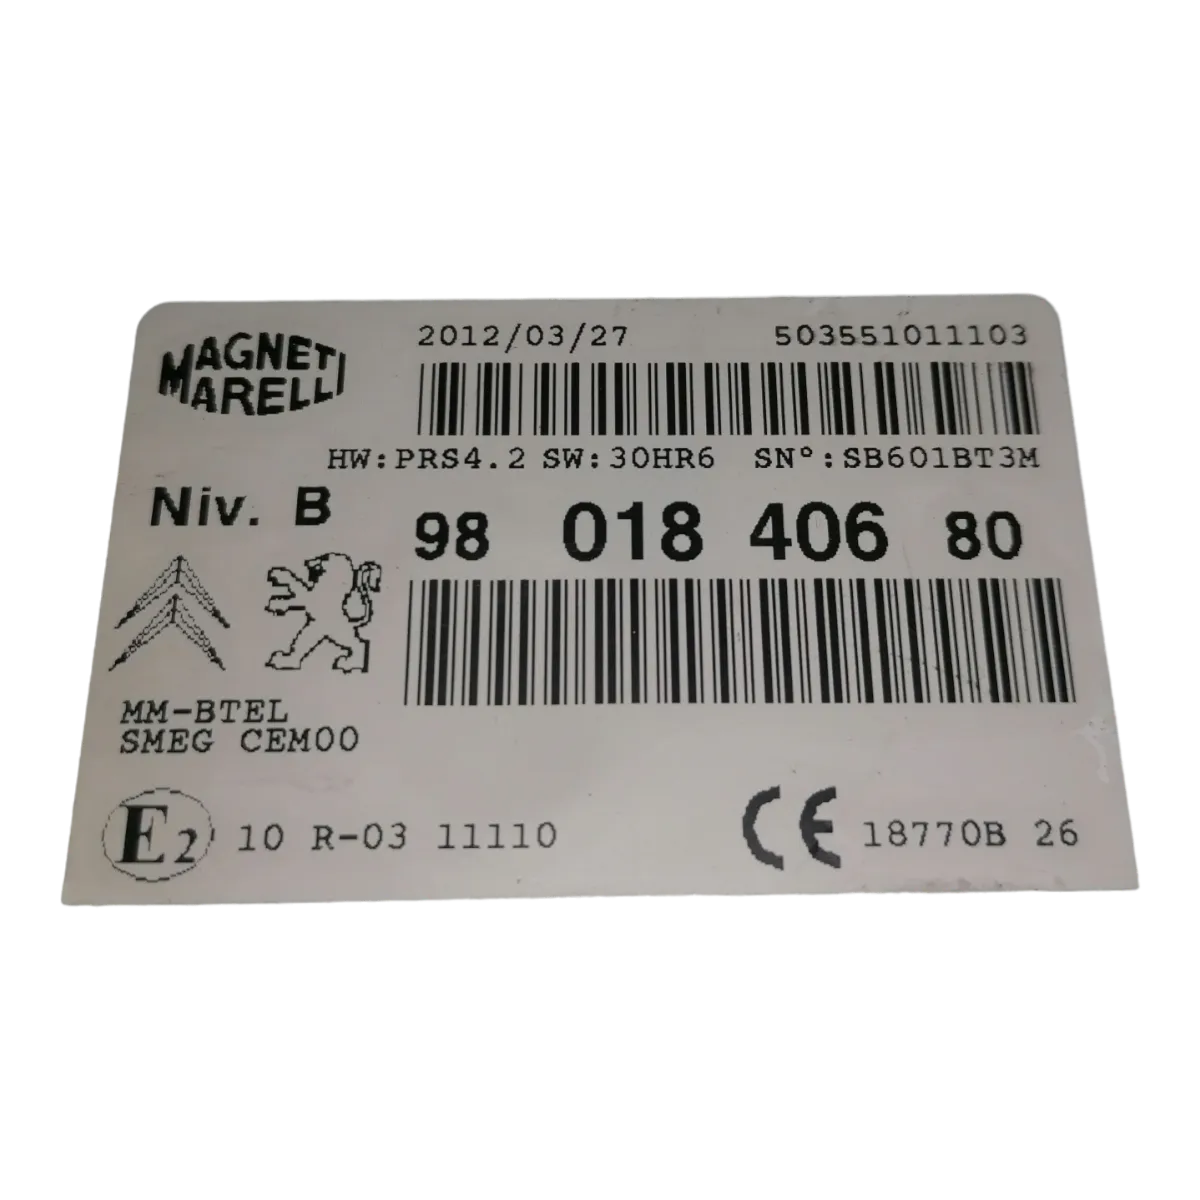 MAGNETI
MARELLI
2012/03/27 503551011103
HW:PRS4.2 SW:30HR6 SN°:SB601BT3M
Niv. B
98 018 406 80
MM-BTEL
SMEG CEM00
E2 10 R-03 11110
CE 18770B 26